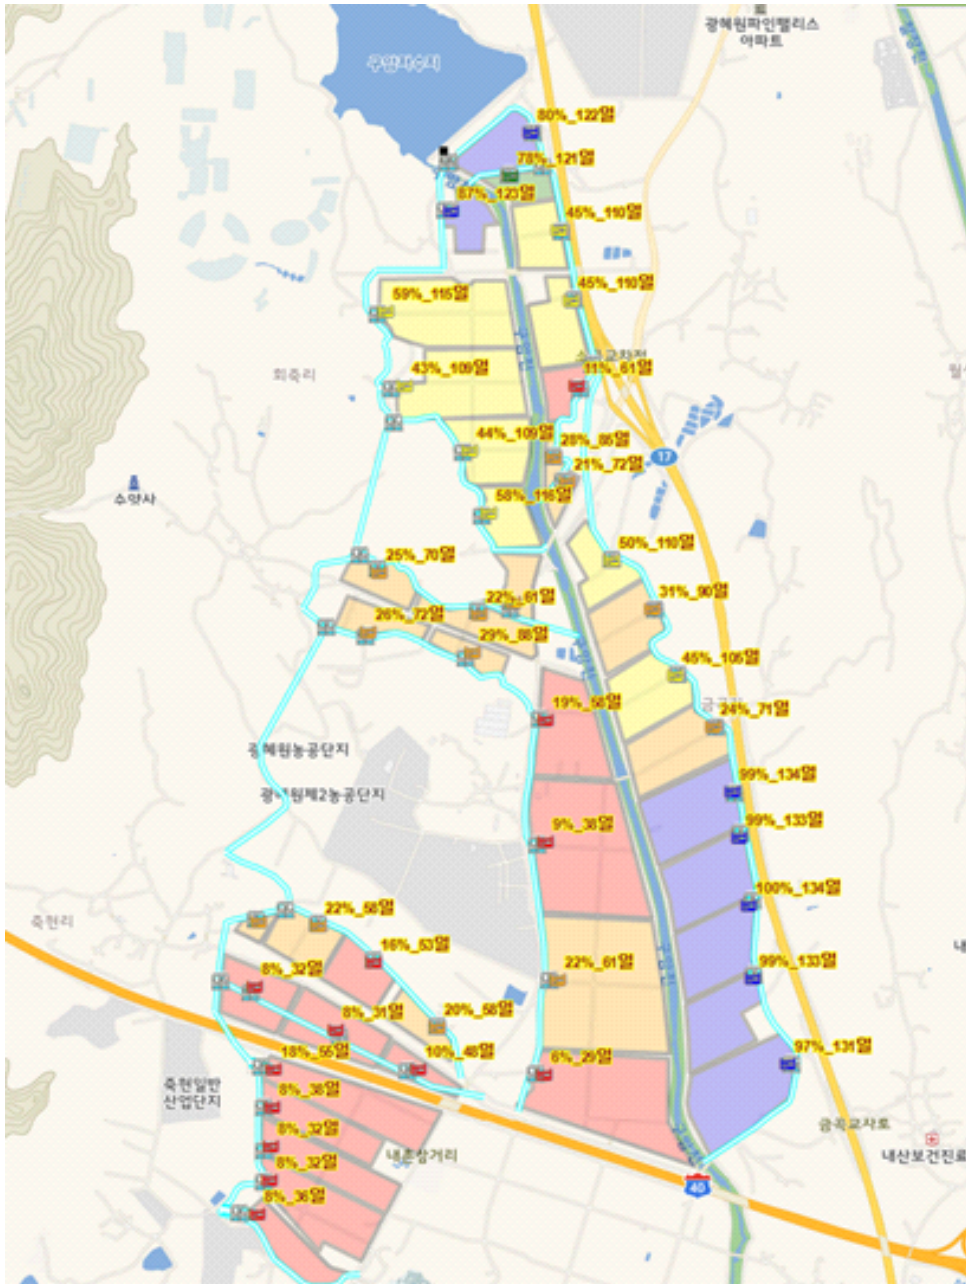 광혜원파인팰리스
아파트
구암저수지
80%_122열
78%_121열
87%_123열
45%_110열
59%_115열
45%_110열
회죽리
43%_109열
11%_61열
44%_109열
28%_85열
21%_72열
17
수양사
58%_116열
50%_110열
25%_70열
22%_61열
31%_90열
26%_72열
29%_88열
45%_105열
19%_58열
24%_71열
광혜원농공단지
광혜원제2농공단지
99%_134열
9%_38열
99%_133열
100%_134열
죽현리
22%_58열
16%_53열
8%_32열
22%_61열
99%_133열
8%_31열
20%_58열
18%_55열
10%_48열
6%_29열
97%_131열
죽현일반
산업단지
8%_38열
8%_32열
내촌삼거리
8%_32열
8%_36열
금곡교차로
내산보건진료
40